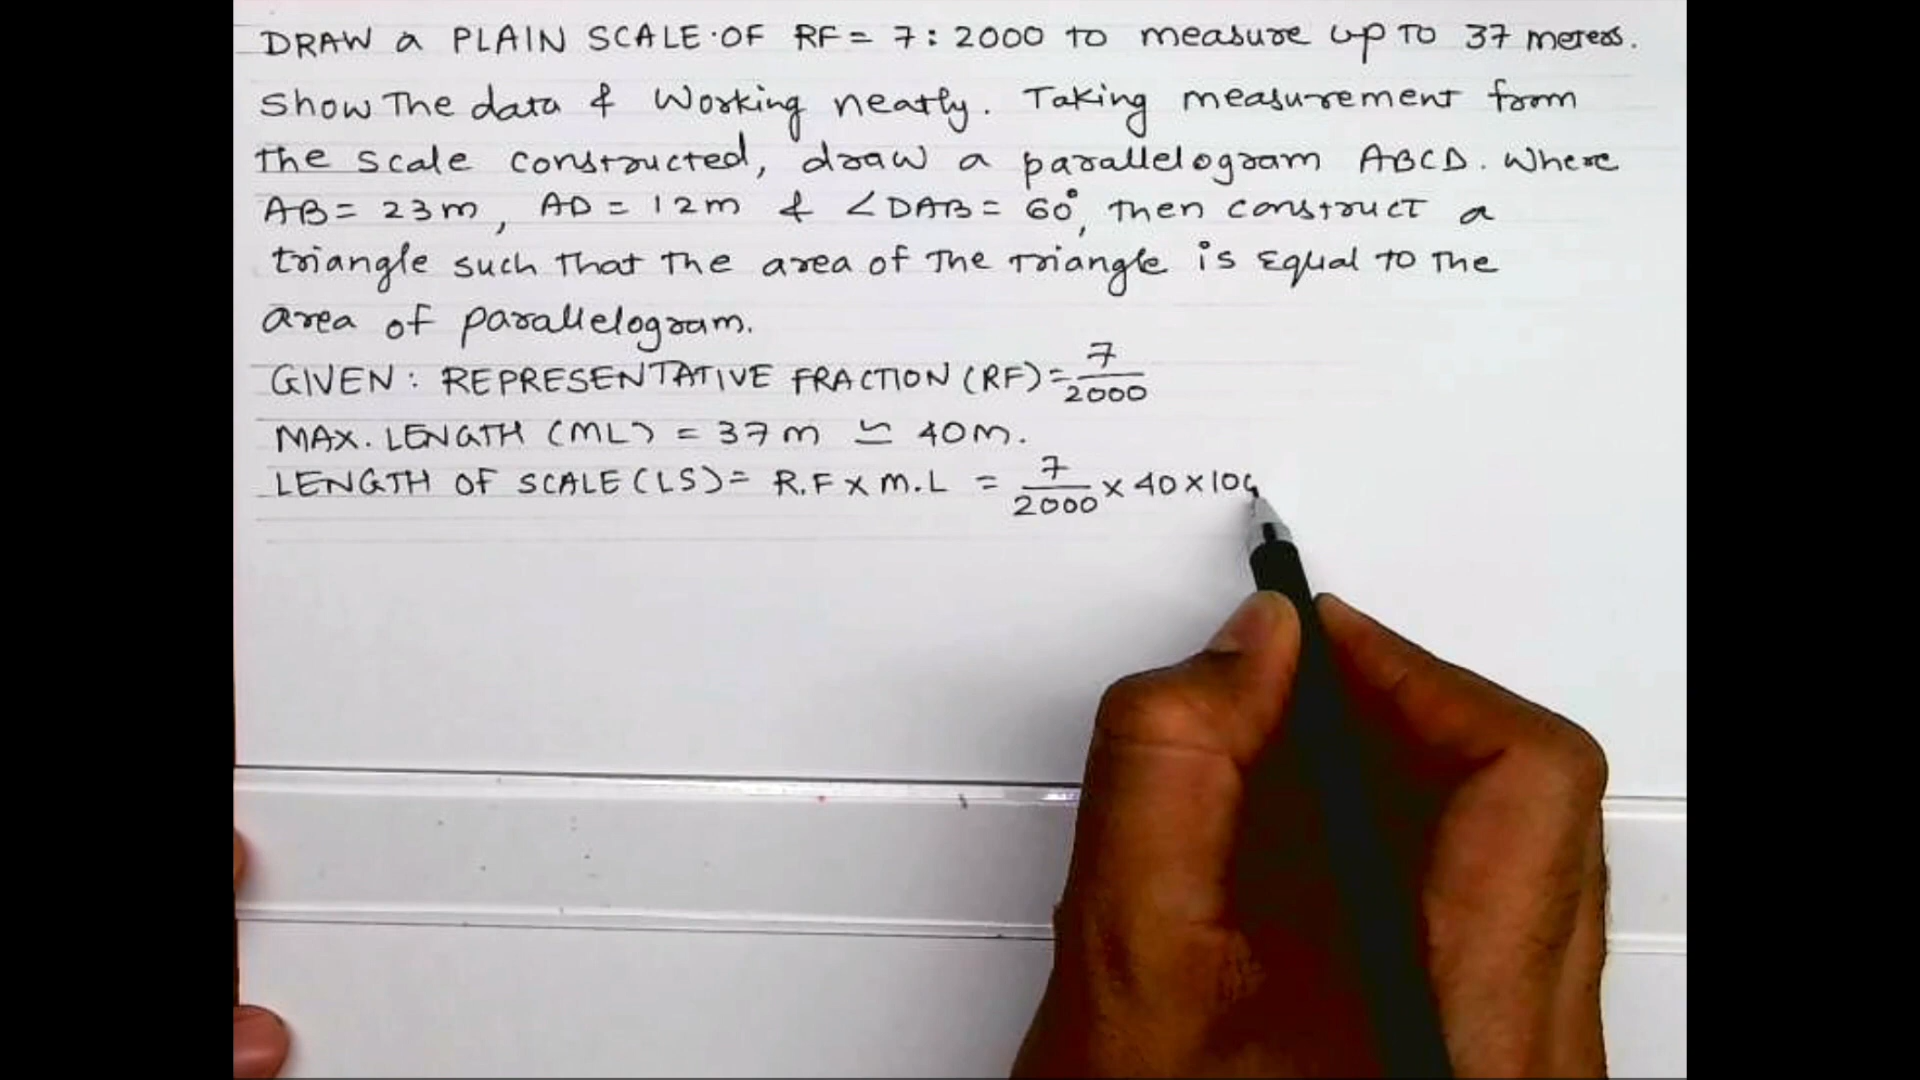 DRAW a PLAIN SCALE OF RF = 7 : 2000 to measure up TO 37 meters.
Show The data & Working neatly. Taking measurement from
the scale constructed, draw a parallelogram ABCD. Where
AB = 23m, AD = 12m & ∠DAB = 60°, then construct a
triangle such that the area of The Triangle is Equal TO The
area of parallelogram.
GIVEN : REPRESENTATIVE FRACTION (RF) = 7/2000
MAX. LENGTH (ML) = 37m ≃ 40m.
LENGTH OF SCALE (LS) = R.F x m.L = 7/2000 x 40 x 100